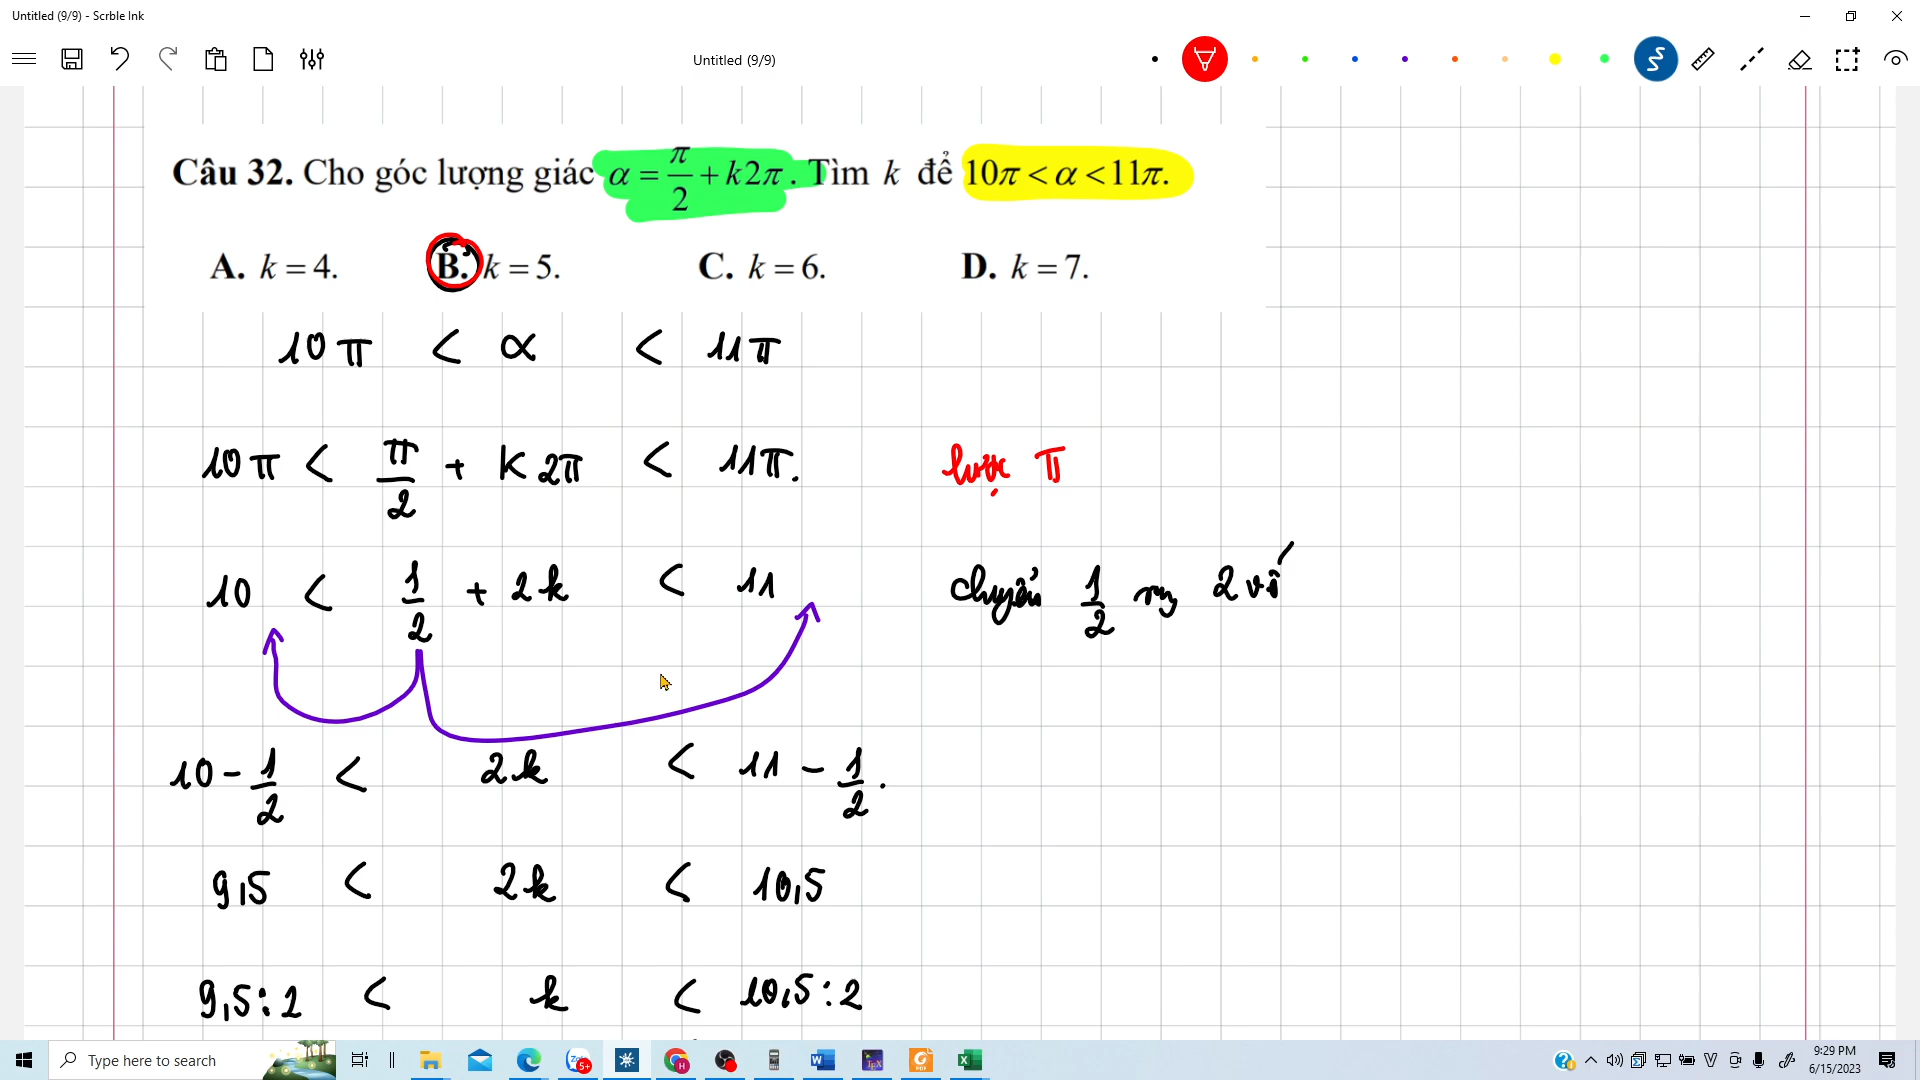 Untitled (9/9) - Scrble Ink
Untitled (9/9)
Câu 32. Cho góc lượng giác α = π/2 + k2π. Tìm k để 10π < α < 11π.
A. k = 4. B. k = 5. C. k = 6. D. k = 7.
10π < α < 11π
10π < π/2 + K2π < 11π. lược π
10 < 1/2 + 2k < 11 chuyển 1/2 ra 2 vế
10 - 1/2 < 2k < 11 - 1/2.
9,5 < 2k < 10,5
9,5:2 < k < 10,5:2
Type here to search
9:29 PM
6/15/2023